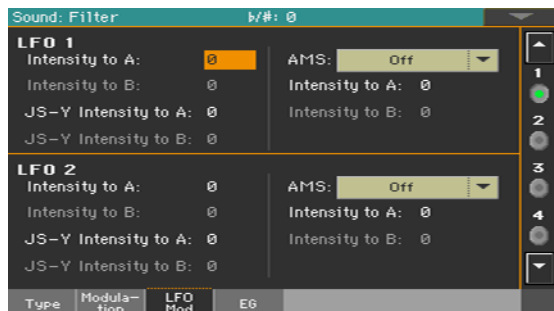 Sound: Filter ♭/#: 0
LFO 1
Intensity to A: 0 AMS: Off
Intensity to B: 0 Intensity to A: 0
JS-Y Intensity to A: 0 Intensity to B: 0
JS-Y Intensity to B: 0
LFO 2
Intensity to A: 0 AMS: Off
Intensity to B: 0 Intensity to A: 0
JS-Y Intensity to A: 0 Intensity to B: 0
JS-Y Intensity to B: 0
1
2
3
4
Type Modula-tion LFO Mod EG